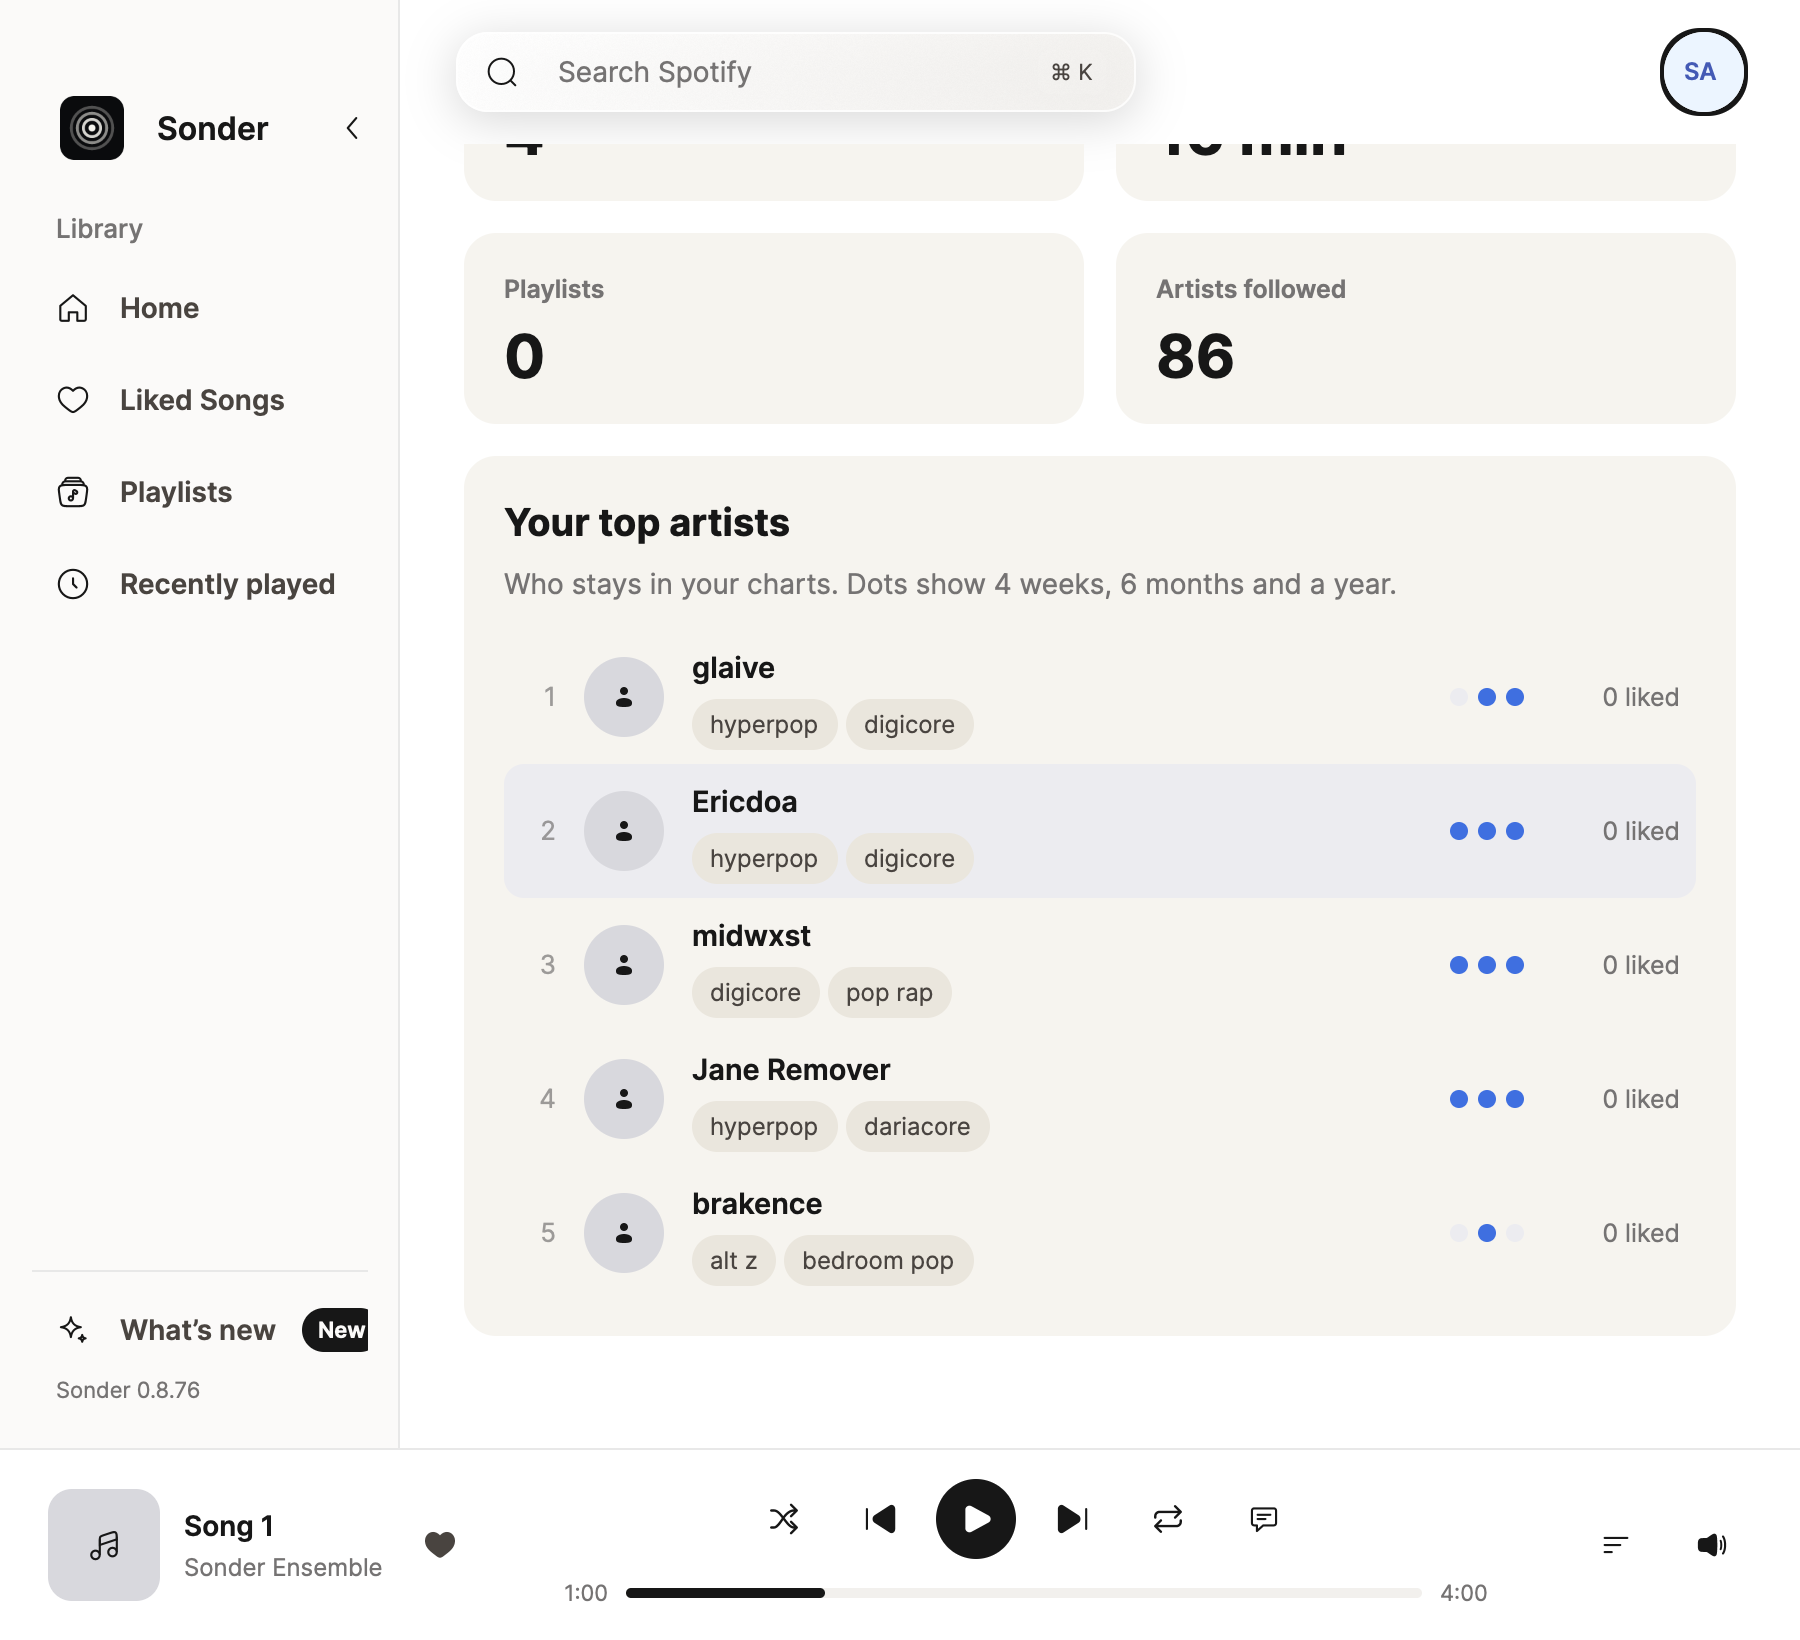 Search Spotify
⌘ K
SA
Sonder
Library
Home
Liked Songs
Playlists
Recently played
What’s new
New
Sonder 0.8.76
Playlists
0
Artists followed
86
Your top artists
Who stays in your charts. Dots show 4 weeks, 6 months and a year.
1
glaive
hyperpop digicore
0 liked
2
Ericdoa
hyperpop digicore
0 liked
3
midwxst
digicore pop rap
0 liked
4
Jane Remover
hyperpop dariacore
0 liked
5
brakence
alt z bedroom pop
0 liked
Song 1
Sonder Ensemble
1:00
4:00